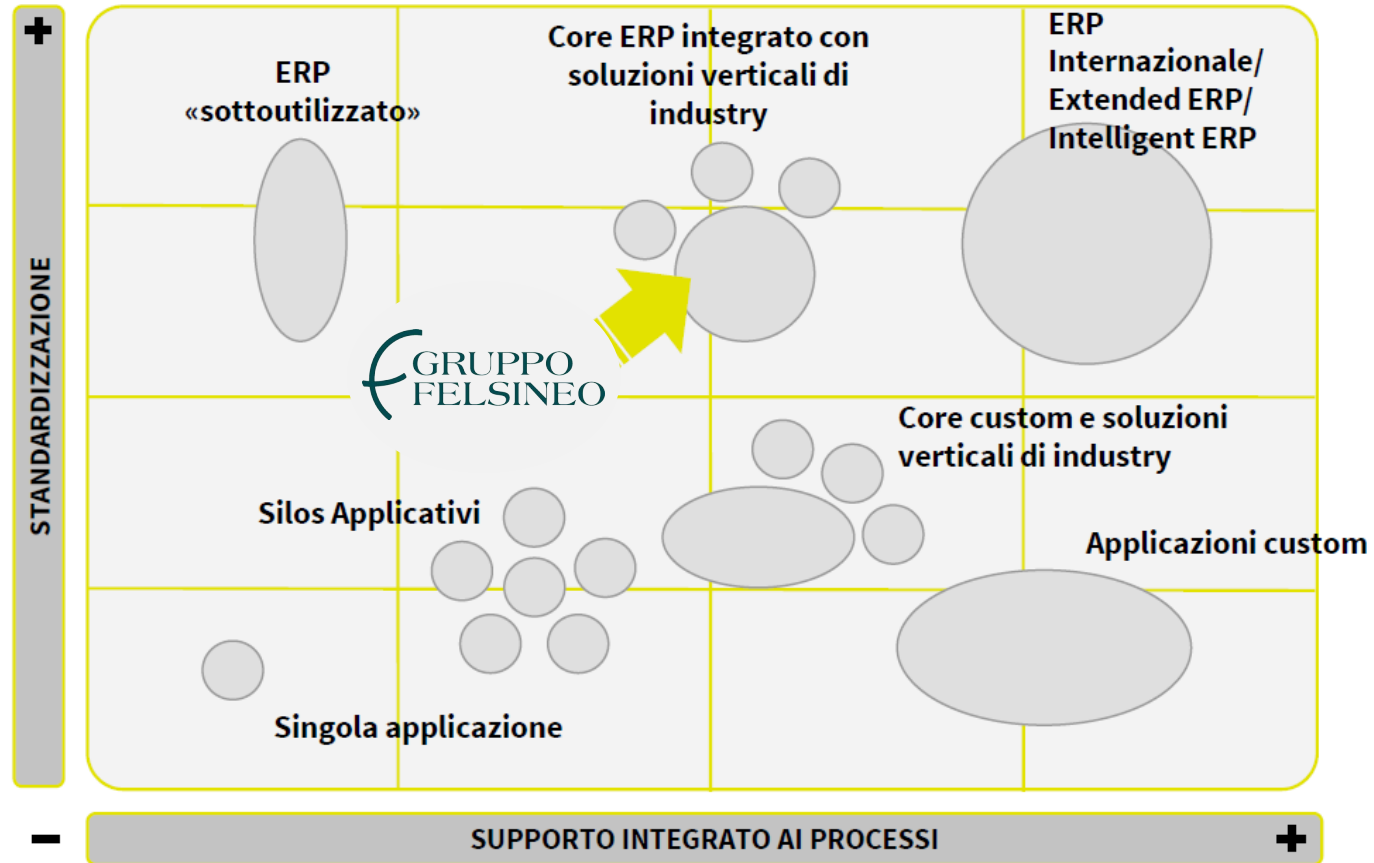 +
ERP
«sottoutilizzato»
Core ERP integrato con
soluzioni verticali di
industry
ERP
Internazionale/
Extended ERP/
Intelligent ERP
STANDARDIZZAZIONE
GRUPPO
FELSINEO
Core custom e soluzioni
verticali di industry
Silos Applicativi
Applicazioni custom
Singola applicazione
−
SUPPORTO INTEGRATO AI PROCESSI
+